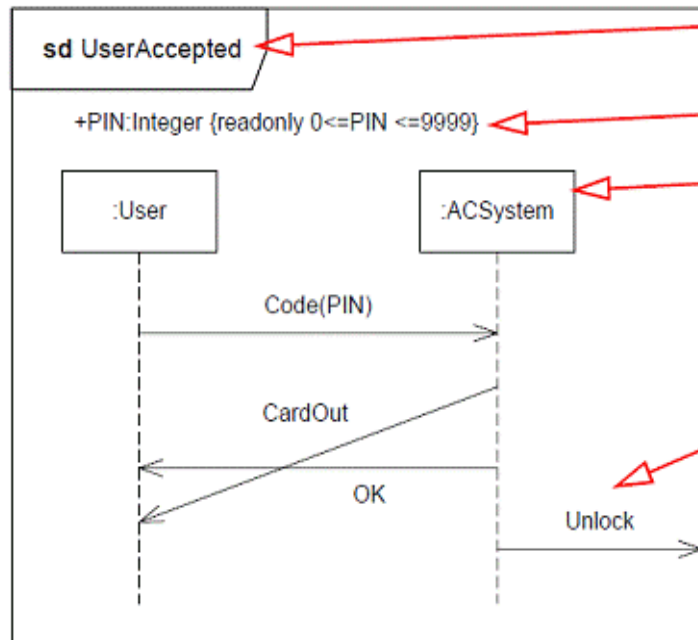 sd UserAccepted
+PIN:Integer {readonly 0<=PIN <=9999}
:User
:ACSystem
Code(PIN)
CardOut
OK
Unlock